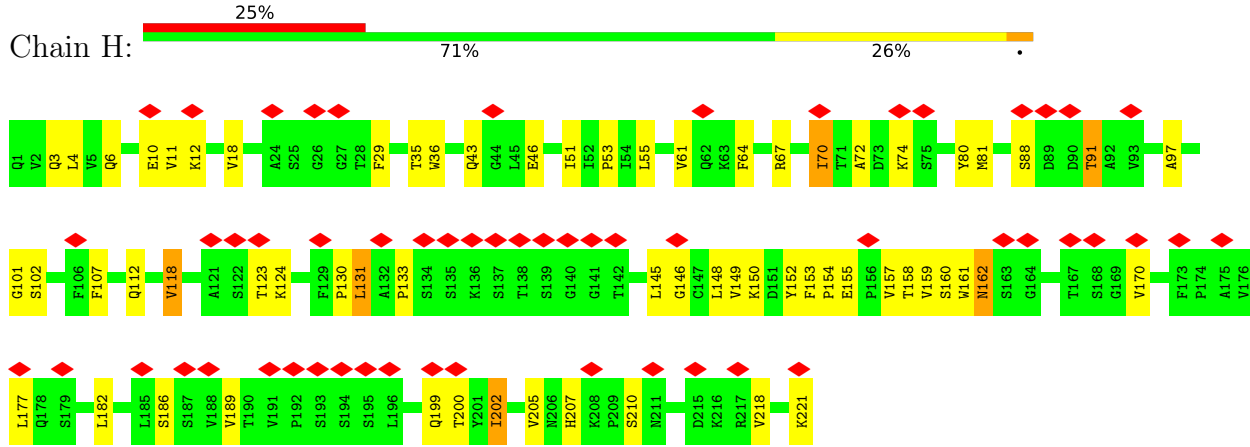 25%
Chain H:
71% 26% •
Q1 V2 Q3 L4 V5 Q6 E10 V11 K12 V18 A24 S25 G26 G27 T28 F29 T35 W36 Q43 G44 L45 E46 I51 I52 P53 I54 L55 V61 Q62 K63 F64 R67 I70 T71 A72 D73 K74 S75 Y80 M81 S88 D89 D90 T91 A92 V93 A97
G101 S102 F106 F107 Q112 V118 A121 S122 T123 K124 F129 P130 L131 A132 P133 S134 S135 K136 S137 T138 S139 G140 G141 T142 L145 G146 C147 L148 V149 K150 D151 Y152 F153 P154 E155 P156 V157 T158 V159 S160 W161 N162 S163 G164 T167 S168 G169 V170 F173 P174 A175 V176
L177 Q178 S179 L182 L185 S186 S187 V188 V189 T190 V191 P192 S193 S194 S195 L196 Q199 T200 Y201 I202 V205 N206 H207 K208 P209 S210 N211 D215 K216 R217 V218 K221